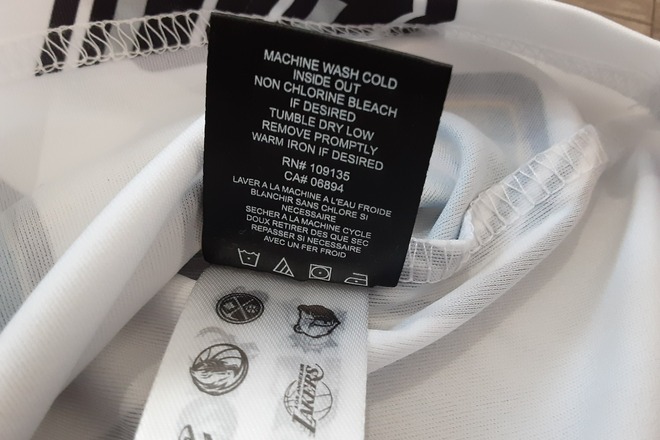 MACHINE WASH COLD
INSIDE OUT
NON CHLORINE BLEACH
IF DESIRED
TUMBLE DRY LOW
REMOVE PROMPTLY
WARM IRON IF DESIRED
RN# 109135
CA# 06894
LAVER A LA MACHINE A L'EAU FROIDE
BLANCHIR SANS CHLORE SI
NECESSAIRE
SECHER A LA MACHINE CYCLE
DOUX RETIRER DES QUE SEC
REPASSER SI NECESSAIRE
AVEC UN FER FROID
LOS ANGELES
LAKERS